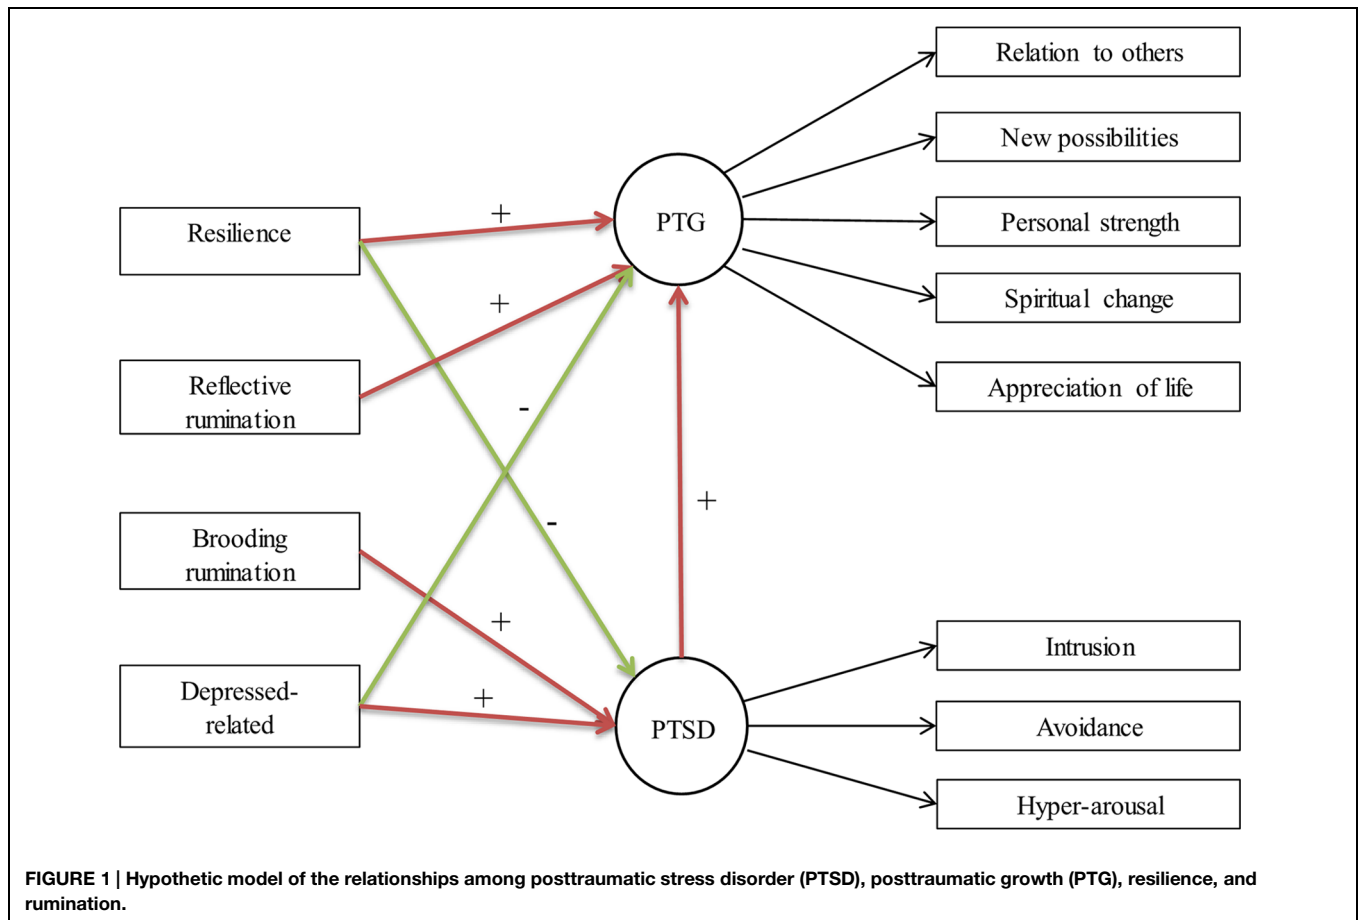 Relation to others
New possibilities
Personal strength
Spiritual change
Appreciation of life
PTG
Resilience
+
Reflective
rumination
+
-
-
+
Brooding
rumination
+
Depressed-
related
+
PTSD
Intrusion
Avoidance
Hyper-arousal
FIGURE 1 | Hypothetic model of the relationships among posttraumatic stress disorder (PTSD), posttraumatic growth (PTG), resilience, and
rumination.